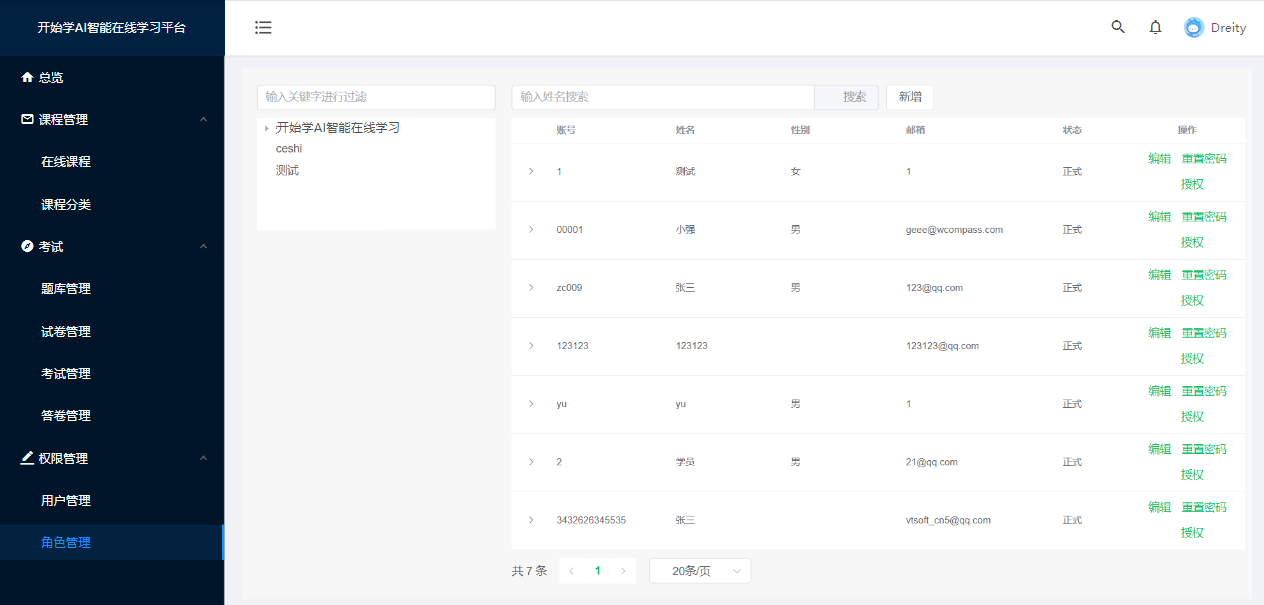 开始学AI智能在线学习平台
Dreity
总览
课程管理
在线课程
课程分类
考试
题库管理
试卷管理
考试管理
答卷管理
权限管理
用户管理
角色管理
输入关键字进行过滤
开始学AI智能在线学习
ceshi
测试
输入姓名搜索 搜索 新增
账号 姓名 性别 邮箱 状态 操作
1 测试 女 1 正式 编辑 重置密码
授权
00001 小强 男 geee@wcompass.com 正式 编辑 重置密码
授权
zc009 张三 男 123@qq.com 正式 编辑 重置密码
授权
123123 123123 123123@qq.com 正式 编辑 重置密码
授权
yu yu 男 1 正式 编辑 重置密码
授权
2 学员 男 21@qq.com 正式 编辑 重置密码
授权
3432626345535 张三 vtsoft_cn5@qq.com 正式 编辑 重置密码
授权
共 7 条 1 20条/页